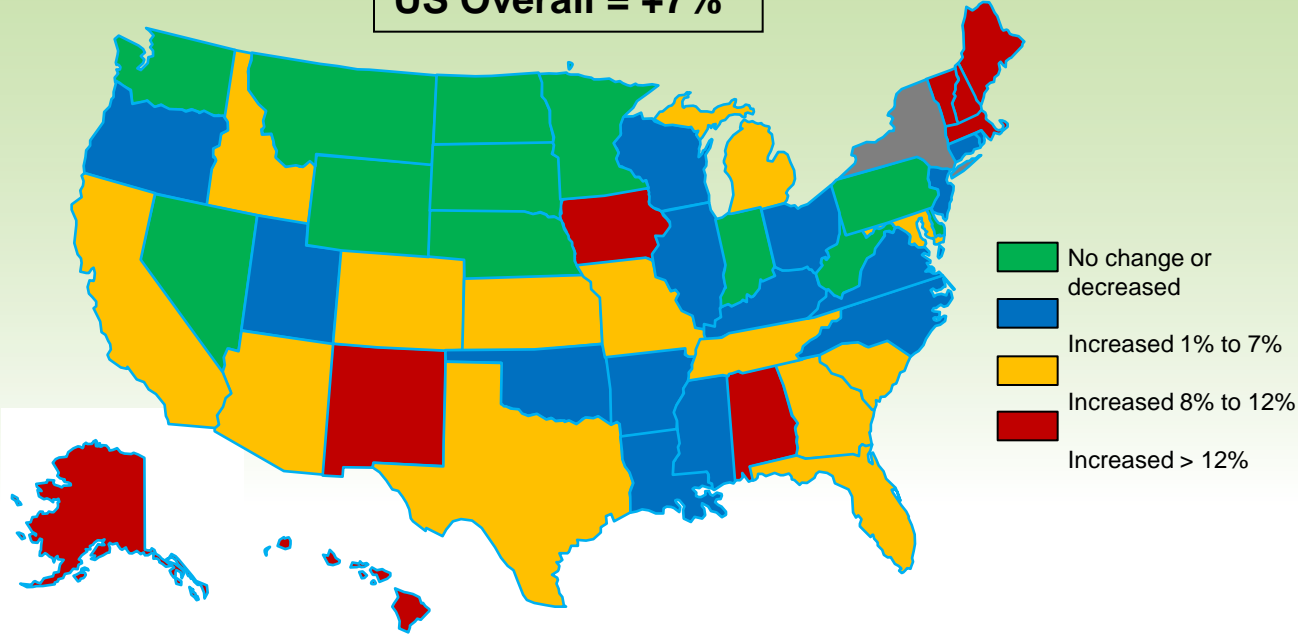 US Overall = +7%
No change or
decreased
Increased 1% to 7%
Increased 8% to 12%
Increased > 12%